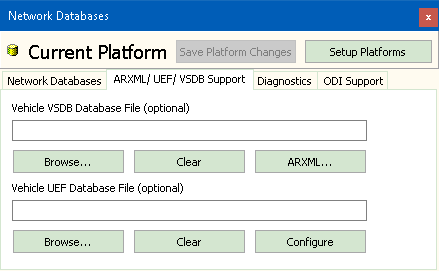 Network Databases
x
Current Platform Save Platform Changes Setup Platforms
Network Databases ARXML/ UEF/ VSDB Support Diagnostics ODI Support
Vehicle VSDB Database File (optional)
Browse... Clear ARXML...
Vehicle UEF Database File (optional)
Browse... Clear Configure